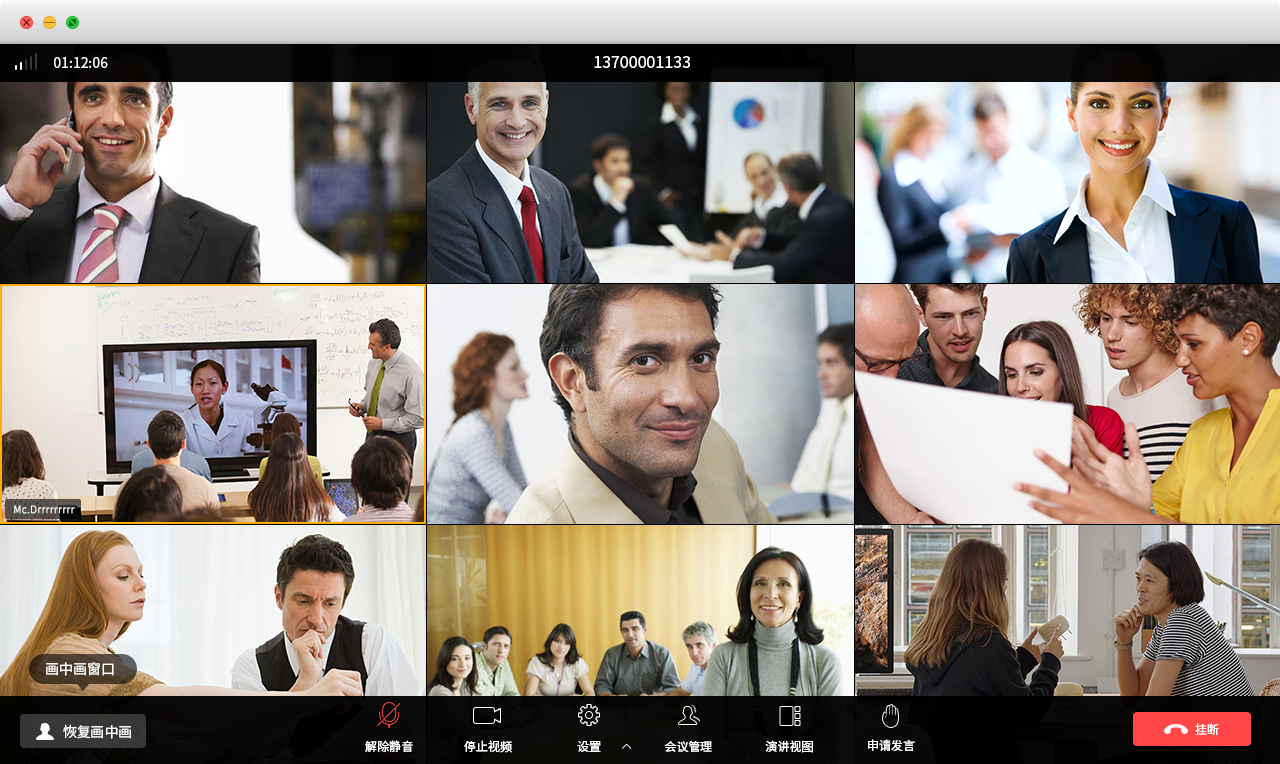 01:12:06
13700001133
Mc.Drrrrrrrrr
画中画窗口
恢复画中画
解除静音
停止视频
设置
会议管理
演讲视图
申请发言
挂断